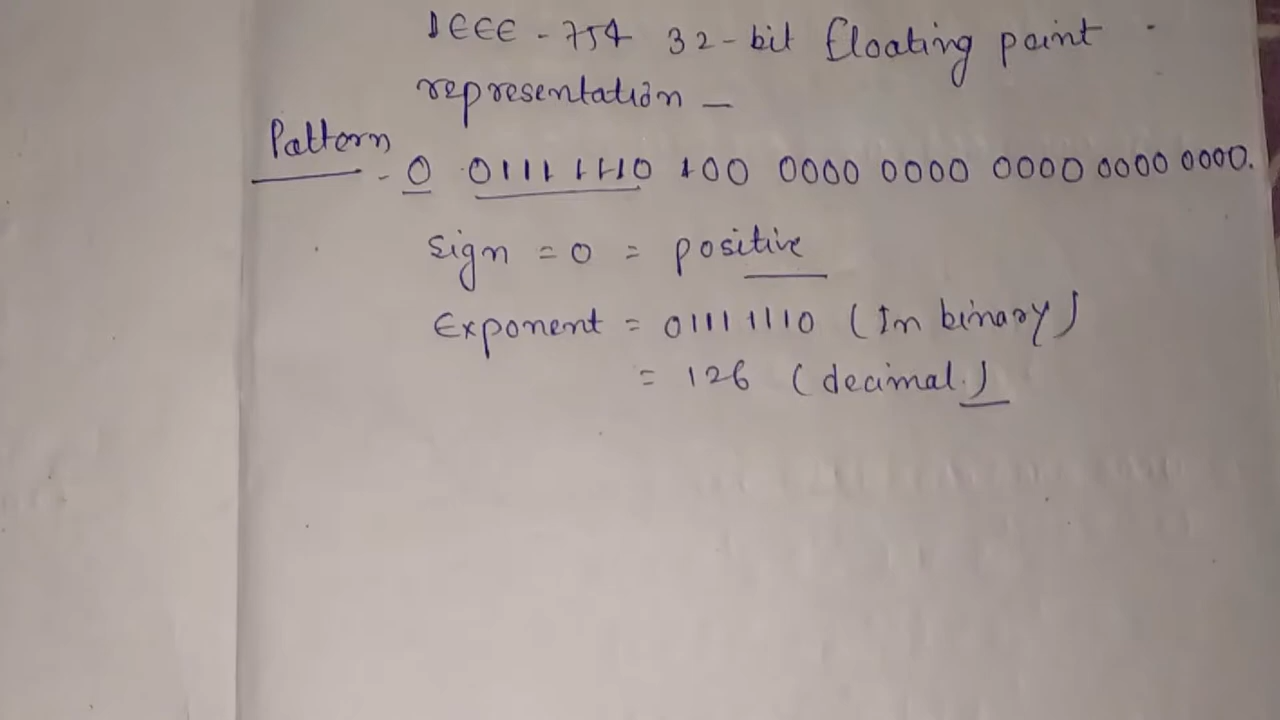 IEEE - 754 32-bit floating point
representation —
Pattern - 0 01111110 100 0000 0000 0000 0000 0000.
Sign = 0 = positive
Exponent = 01111110 (In binary)
= 126 (decimal.)